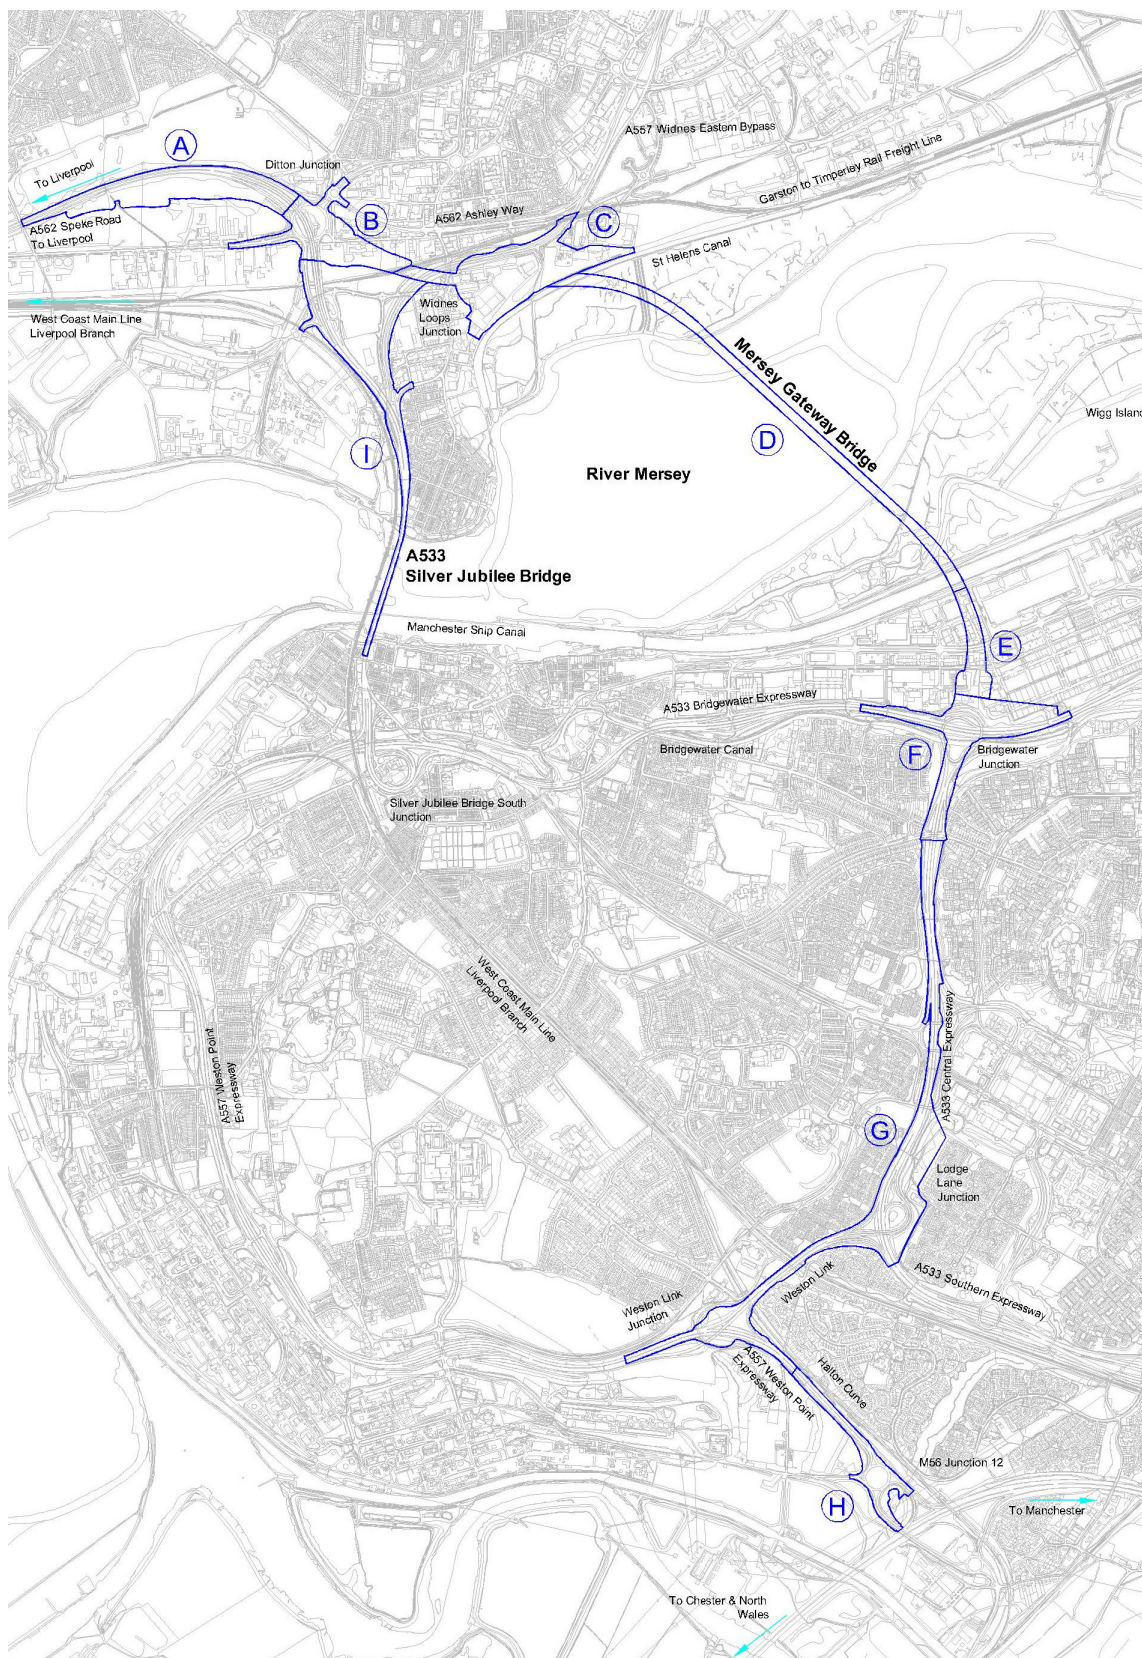 A557 Widnes Eastern Bypass
A
Ditton Junction
To Liverpool
Garston to Timperley Rail Freight Line
A562 Speke Road
To Liverpool
B
A562 Ashley Way
C
St Helens Canal
West Coast Main Line
Liverpool Branch
Widnes
Loops
Junction
Mersey Gateway Bridge
Wigg Island
D
I
River Mersey
A533
Silver Jubilee Bridge
Manchester Ship Canal
E
A533 Bridgewater Expressway
F
Bridgewater Canal
Bridgewater
Junction
Silver Jubilee Bridge South
Junction
West Coast Main Line
Liverpool Branch
A557 Weston Point
Expressway
A533 Central Expressway
G
Lodge
Lane
Junction
Weston Link
A533 Southern Expressway
Weston Link
Junction
A557 Weston Point
Expressway
Halton Curve
M56 Junction 12
H
To Manchester
To Chester & North
Wales